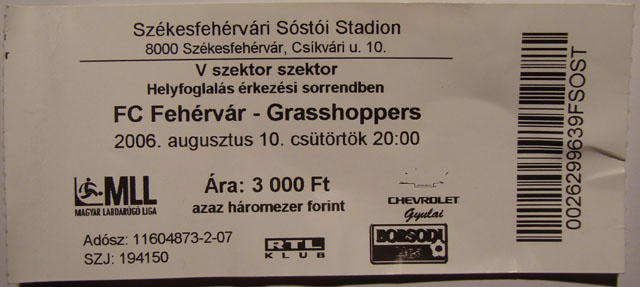 Székesfehérvári Sóstói Stadion
8000 Székesfehérvár, Csíkvári u. 10.
V szektor szektor
Helyfoglalás érkezési sorrendben
FC Fehérvár - Grasshoppers
2006. augusztus 10. csütörtök 20:00
MLL
MAGYAR LABDARÚGÓ LIGA
Ára: 3 000 Ft
azaz háromezer forint
CHEVROLET
Gyulai
Adósz: 11604873-2-07
SZJ: 194150
RTL
KLUB
BORSODI
0026299639FSOST